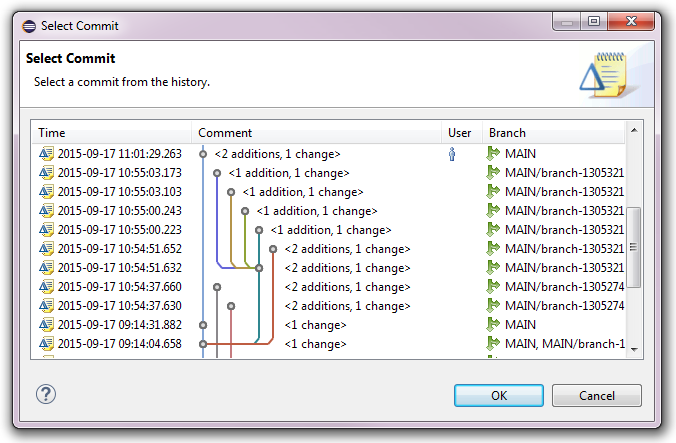 Select Commit
Select Commit
Select a commit from the history.
Time Comment User Branch
2015-09-17 11:01:29.263 <2 additions, 1 change> MAIN
2015-09-17 10:55:03.173 <1 addition, 1 change> MAIN/branch-1305321
2015-09-17 10:55:03.103 <1 addition, 1 change> MAIN/branch-1305321
2015-09-17 10:55:00.243 <1 addition, 1 change> MAIN/branch-1305321
2015-09-17 10:55:00.223 <1 addition, 1 change> MAIN/branch-1305321
2015-09-17 10:54:51.652 <2 additions, 1 change> MAIN/branch-1305321
2015-09-17 10:54:51.632 <2 additions, 1 change> MAIN/branch-1305321
2015-09-17 10:54:37.660 <2 additions, 1 change> MAIN/branch-1305274
2015-09-17 10:54:37.630 <2 additions, 1 change> MAIN/branch-1305274
2015-09-17 09:14:31.882 <1 change> MAIN
2015-09-17 09:14:04.658 <1 change> MAIN, MAIN/branch-1
? OK Cancel